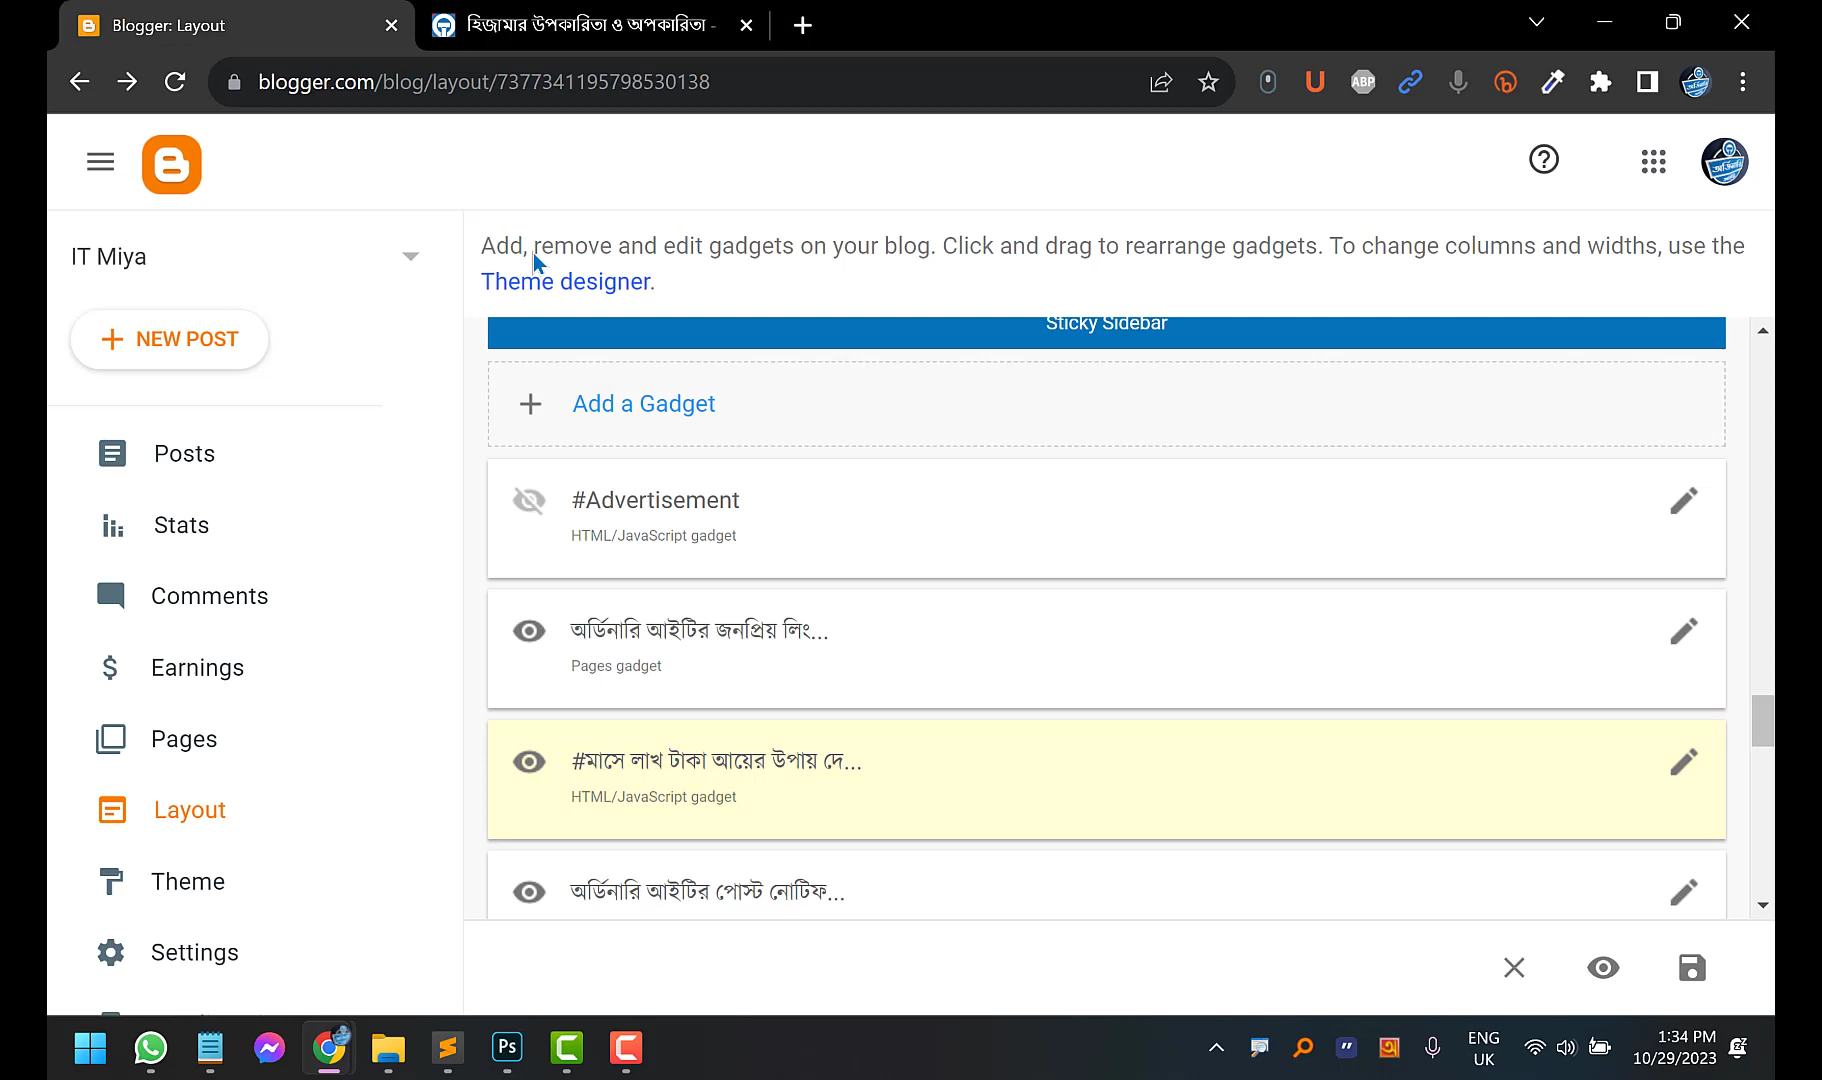 Blogger: Layout
হিজামার উপকারিতা ও অপকারিতা -
blogger.com/blog/layout/7377341195798530138
ABP
IT Miya
NEW POST
Posts
Stats
Comments
Earnings
Pages
Layout
Theme
Settings
Add, remove and edit gadgets on your blog. Click and drag to rearrange gadgets. To change columns and widths, use the
Theme designer.
Sticky Sidebar
Add a Gadget
#Advertisement
HTML/JavaScript gadget
অর্ডিনারি আইটির জনপ্রিয় লিং...
Pages gadget
#মাসে লাখ টাকা আয়ের উপায় দে...
HTML/JavaScript gadget
অর্ডিনারি আইটির পোস্ট নোটিফ...
Ps
ENG
UK
1:34 PM
10/29/2023